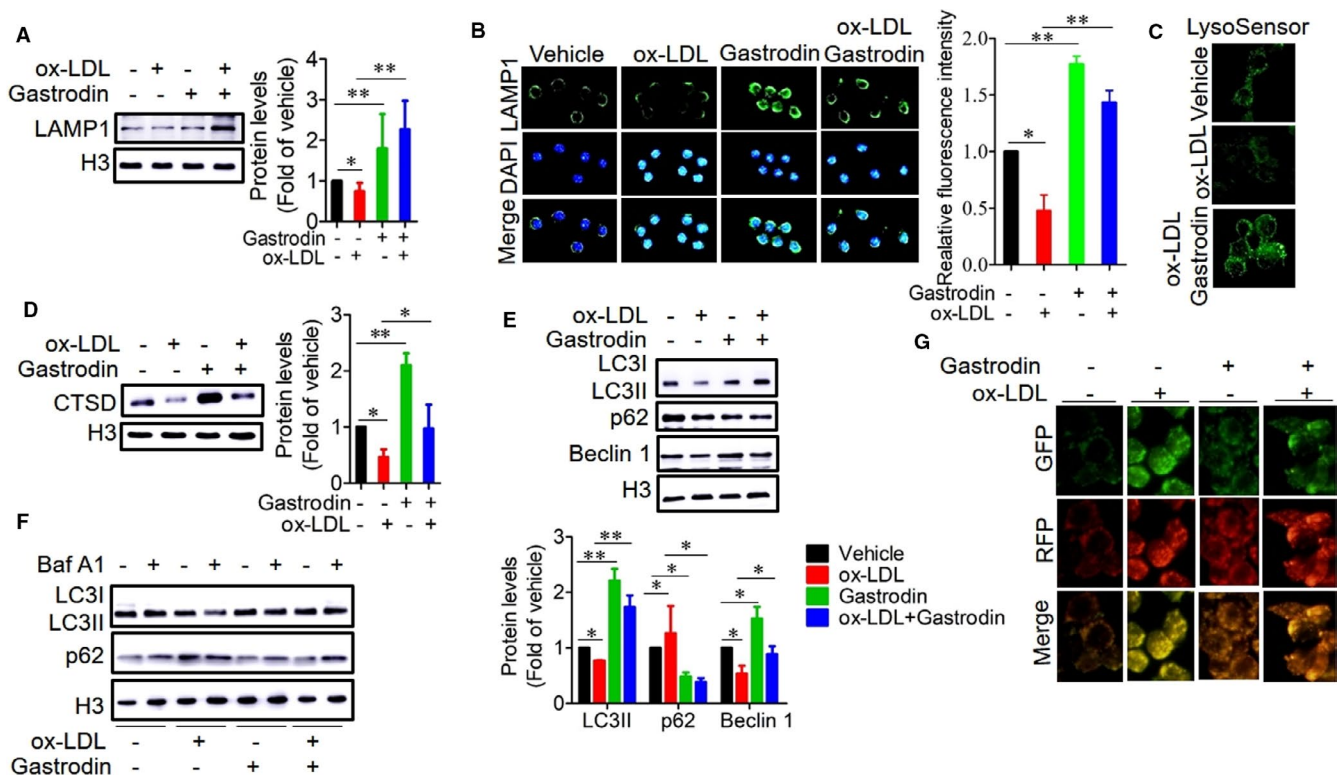 A
ox-LDL - + - +
Gastrodin - - + +
LAMP1
H3
Protein levels
(Fold of vehicle)
4
3
2
1
0
**
**
*
Gastrodin - - + +
ox-LDL - + - +
B
Vehicle ox-LDL Gastrodin ox-LDL Gastrodin
LAMP1
DAPI
Merge
Realative fluorescence intensity
2.0
1.5
1.0
0.5
0.0
**
**
*
Gastrodin - - + +
ox-LDL - + - +
C
LysoSensor
Vehicle
ox-LDL
ox-LDL
Gastrodin
D
ox-LDL - + - +
Gastrodin - - + +
CTSD
H3
Protein levels
(Fold of vehicle)
3
2
1
0
*
**
*
Gastrodin - - + +
ox-LDL - + - +
E
ox-LDL - + - +
Gastrodin - - + +
LC3I
LC3II
p62
Beclin 1
H3
Protein levels
(Fold of vehicle)
3
2
1
0
** * *
** * *
* * *
LC3II p62 Beclin 1
Vehicle
ox-LDL
Gastrodin
ox-LDL+Gastrodin
F
Baf A1 - + - + - + - +
LC3I
LC3II
p62
H3
ox-LDL - + - +
Gastrodin - - + +
G
Gastrodin - - + +
ox-LDL - + - +
GFP
RFP
Merge